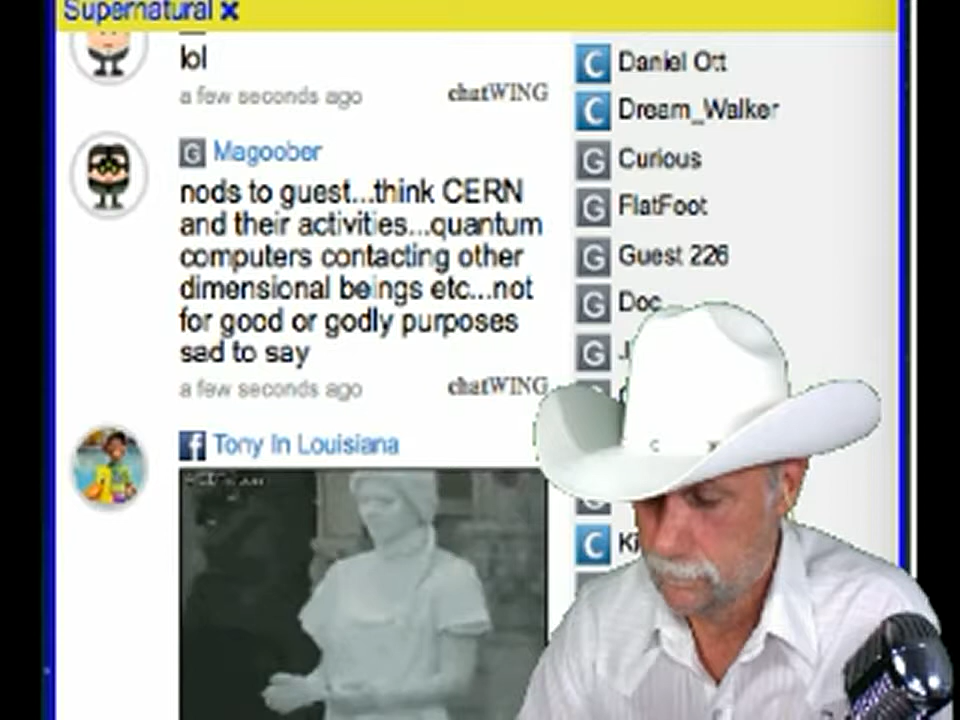 Supernatural x
lol
a few seconds ago chatWING
G Magoober
nods to guest...think CERN
and their activities...quantum
computers contacting other
dimensional beings etc...not
for good or godly purposes
sad to say
a few seconds ago chatWING
f Tony In Louisiana
C Daniel Ott
C Dream_Walker
G Curious
G FlatFoot
G Guest 226
G Doc
G
G
C Ki